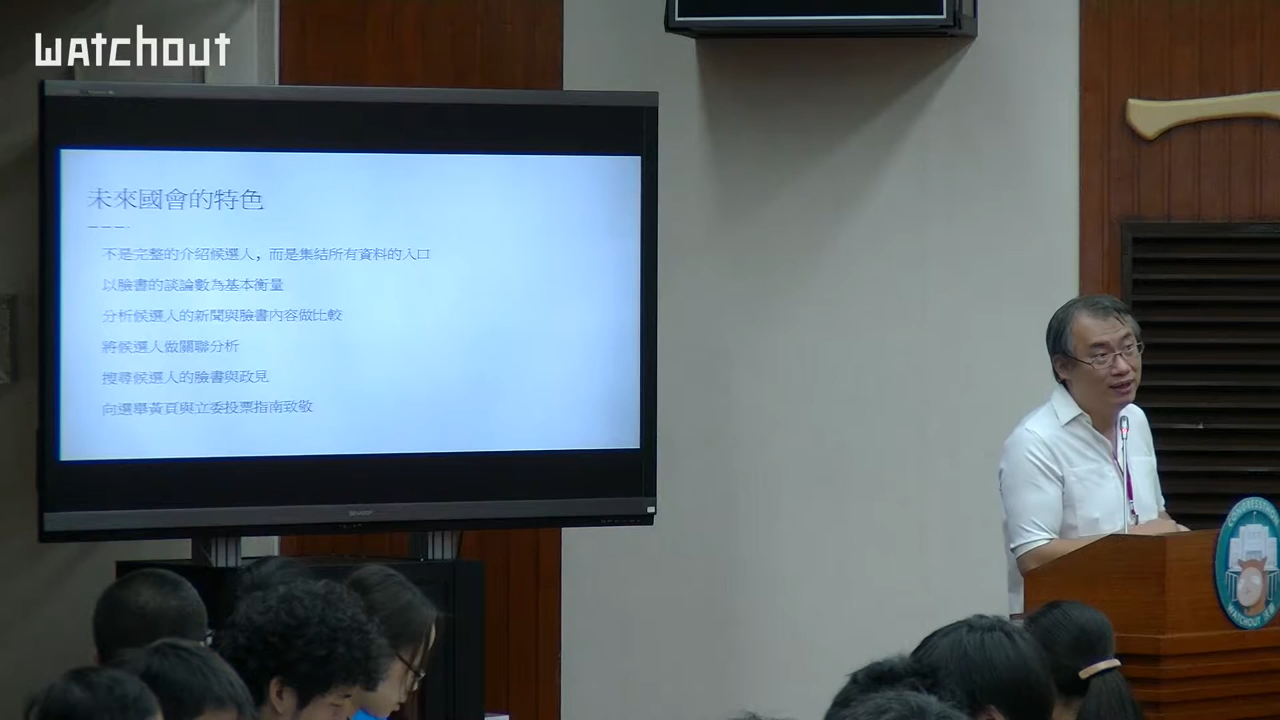 watchout
未來國會的特色
不是完整的介紹候選人，而是集結所有資料的入口
以臉書的談論數為基本衡量
分析候選人的新聞與臉書內容做比較
將候選人做關聯分析
搜尋候選人的臉書與政見
向選舉黃頁與立委投票指南致敬
SHARP